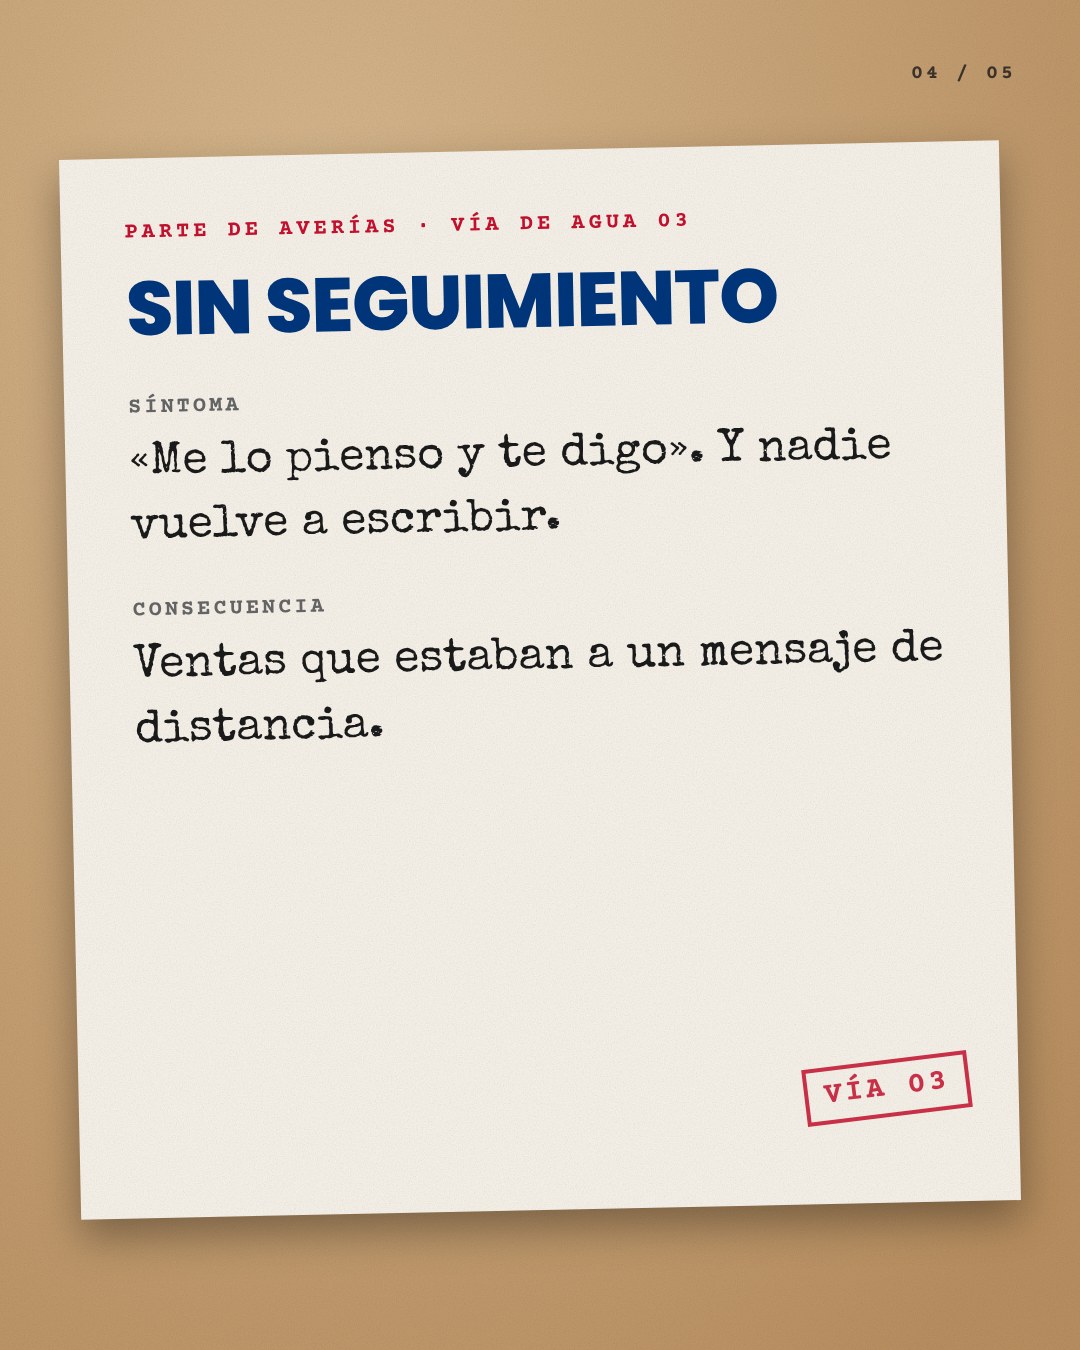 04 / 05
PARTE DE AVERÍAS · VÍA DE AGUA 03
SIN SEGUIMIENTO
SÍNTOMA
«Me lo pienso y te digo». Y nadie
vuelve a escribir.
CONSECUENCIA
Ventas que estaban a un mensaje de
distancia.
VÍA 03